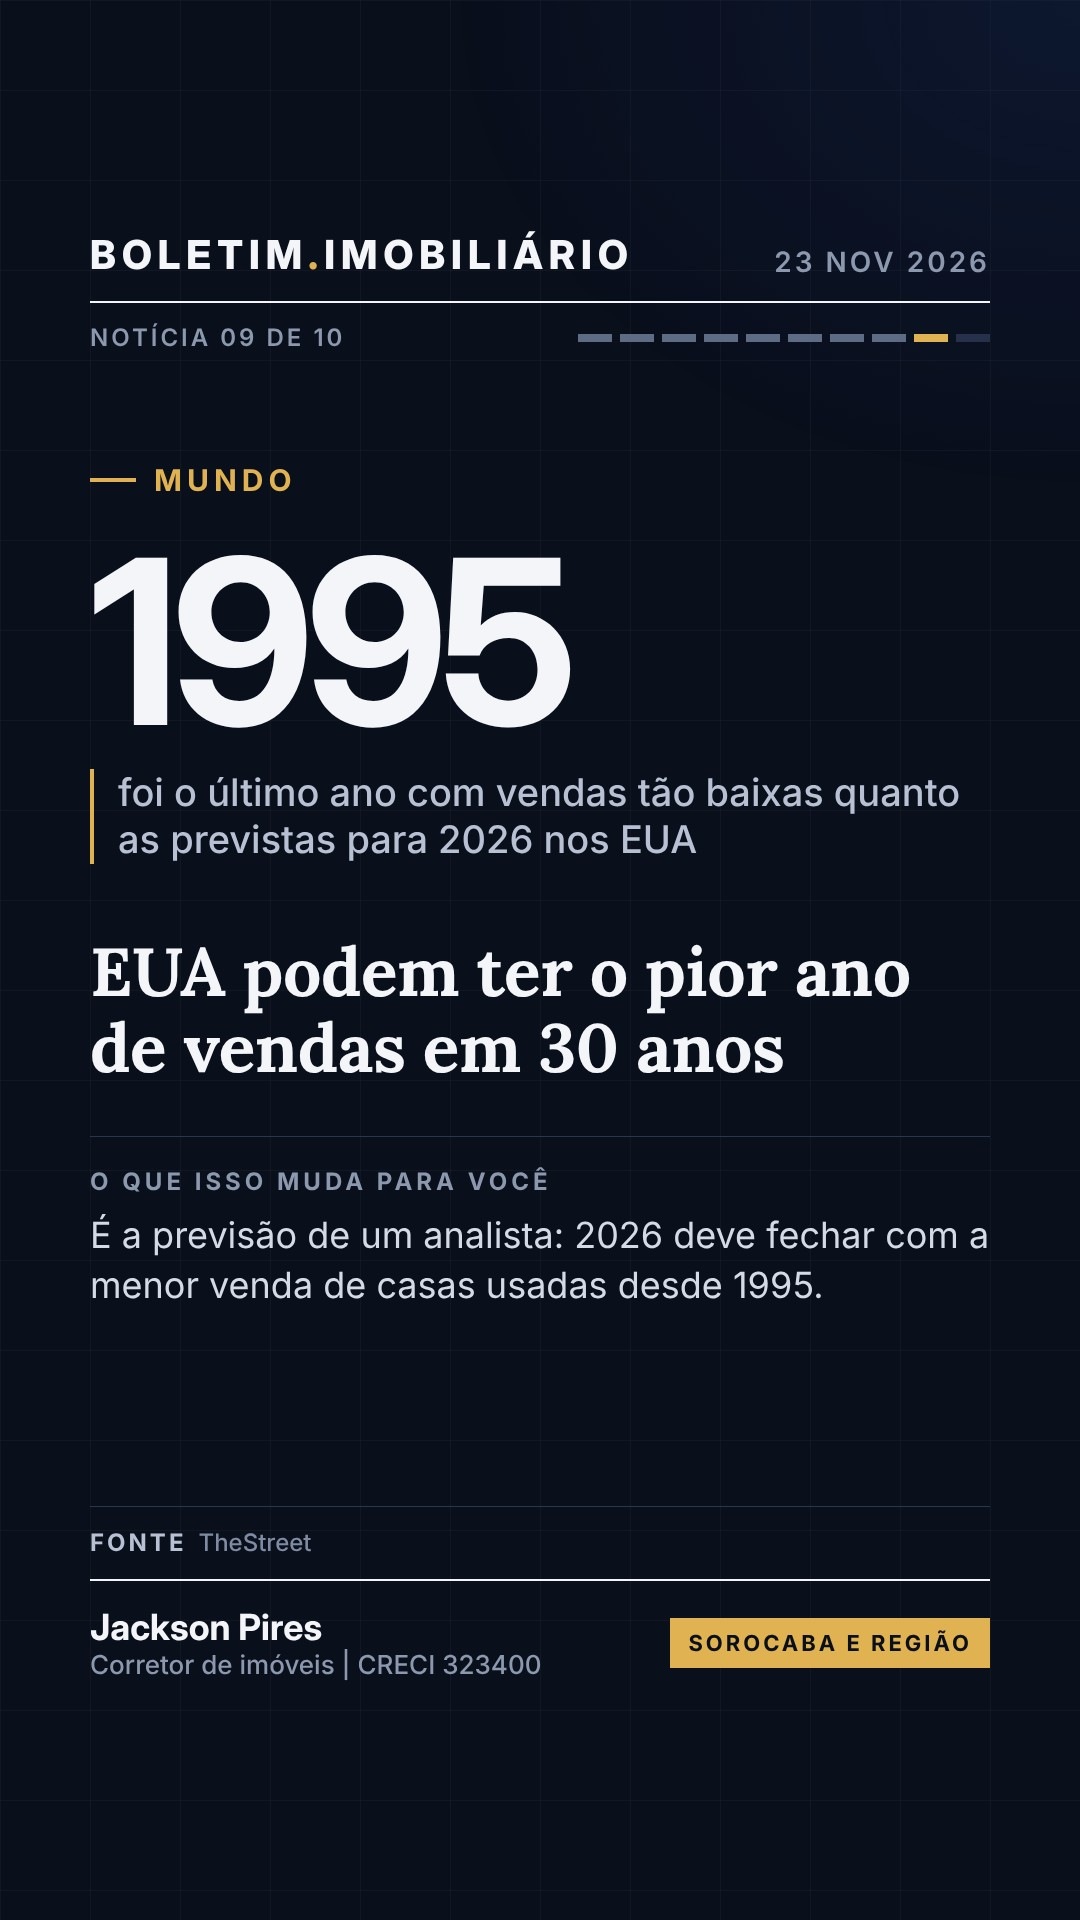 BOLETIM.IMOBILIÁRIO
23 NOV 2026
NOTÍCIA 09 DE 10
MUNDO
1995
foi o último ano com vendas tão baixas quanto
as previstas para 2026 nos EUA
EUA podem ter o pior ano
de vendas em 30 anos
O QUE ISSO MUDA PARA VOCÊ
É a previsão de um analista: 2026 deve fechar com a
menor venda de casas usadas desde 1995.
FONTE TheStreet
Jackson Pires
Corretor de imóveis | CRECI 323400
SOROCABA E REGIÃO